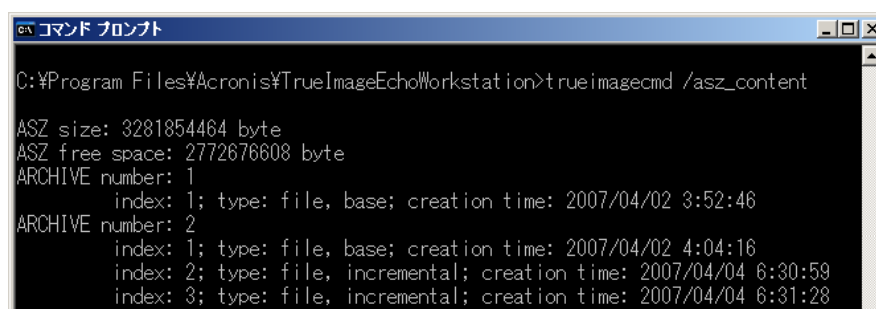 コマンド プロンプト
C:¥Program Files¥Acronis¥TrueImageEchoWorkstation>trueimagecmd /asz_content
ASZ size: 3281854464 byte
ASZ free space: 2772676608 byte
ARCHIVE number: 1
index: 1; type: file, base; creation time: 2007/04/02 3:52:46
ARCHIVE number: 2
index: 1; type: file, base; creation time: 2007/04/02 4:04:16
index: 2; type: file, incremental; creation time: 2007/04/04 6:30:59
index: 3; type: file, incremental; creation time: 2007/04/04 6:31:28